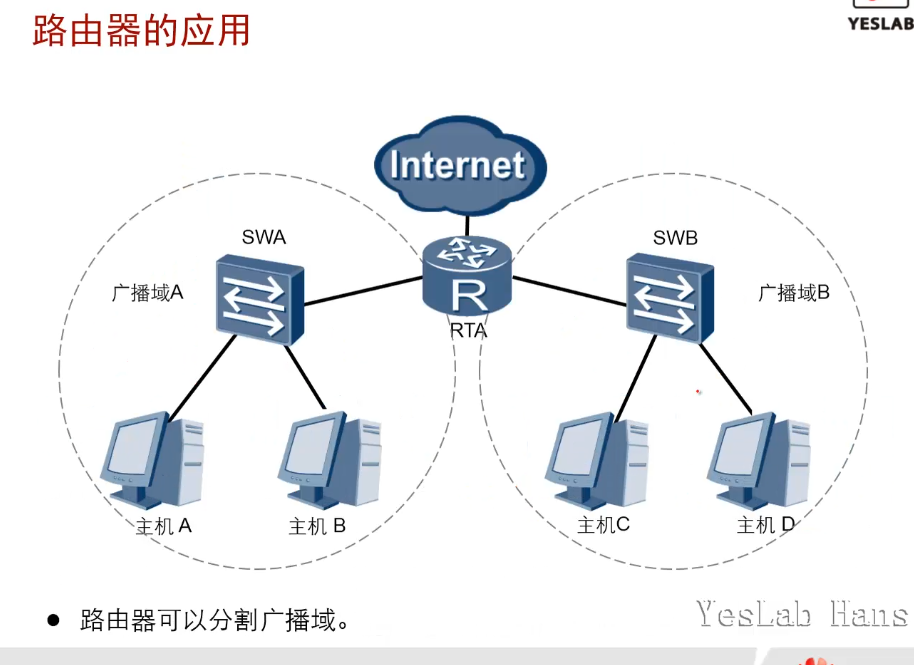 路由器的应用
YESLAB
Internet
SWA
SWB
广播域A
广播域B
R
RTA
主机 A
主机 B
主机C
主机 D
● 路由器可以分割广播域。
YesLab Hans